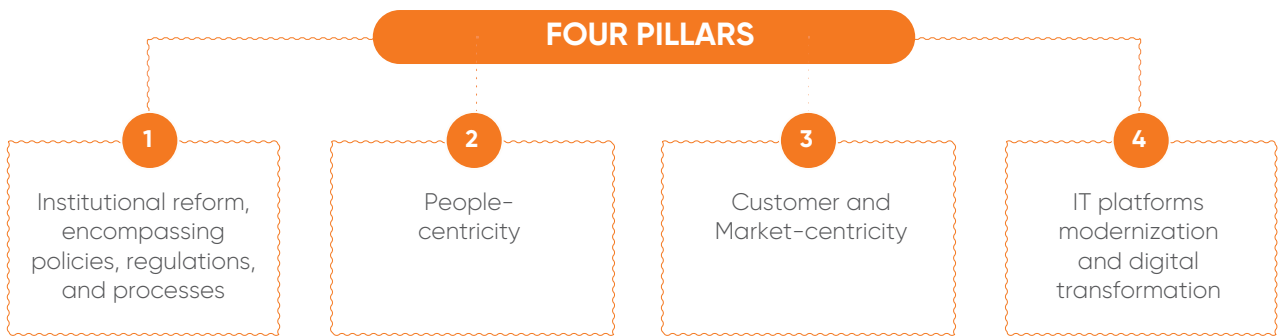 FOUR PILLARS
1
Institutional reform,
encompassing
policies, regulations,
and processes
2
People-
centricity
3
Customer and
Market-centricity
4
IT platforms
modernization
and digital
transformation